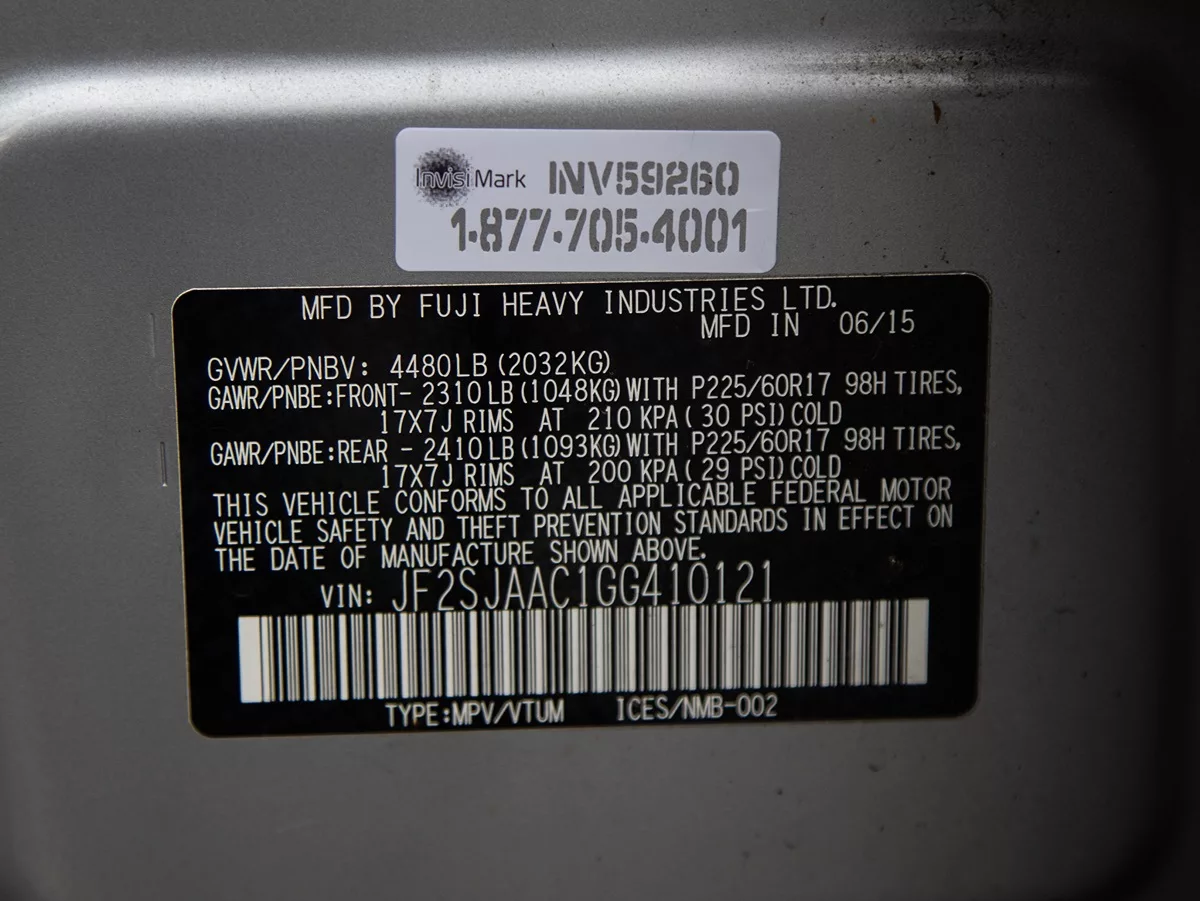 InvisiMark INV59260
1-877-705-4001
MFD BY FUJI HEAVY INDUSTRIES LTD.
MFD IN 06/15
GVWR/PNBV: 4480LB (2032KG)
GAWR/PNBE:FRONT- 2310LB (1048KG) WITH P225/60R17 98H TIRES,
17X7J RIMS AT 210 KPA ( 30 PSI) COLD
GAWR/PNBE:REAR - 2410LB (1093KG) WITH P225/60R17 98H TIRES,
17X7J RIMS AT 200 KPA ( 29 PSI) COLD
THIS VEHICLE CONFORMS TO ALL APPLICABLE FEDERAL MOTOR
VEHICLE SAFETY AND THEFT PREVENTION STANDARDS IN EFFECT ON
THE DATE OF MANUFACTURE SHOWN ABOVE.
VIN: JF2SJAAC1GG410121
TYPE:MPV/VTUM ICES/NMB-002